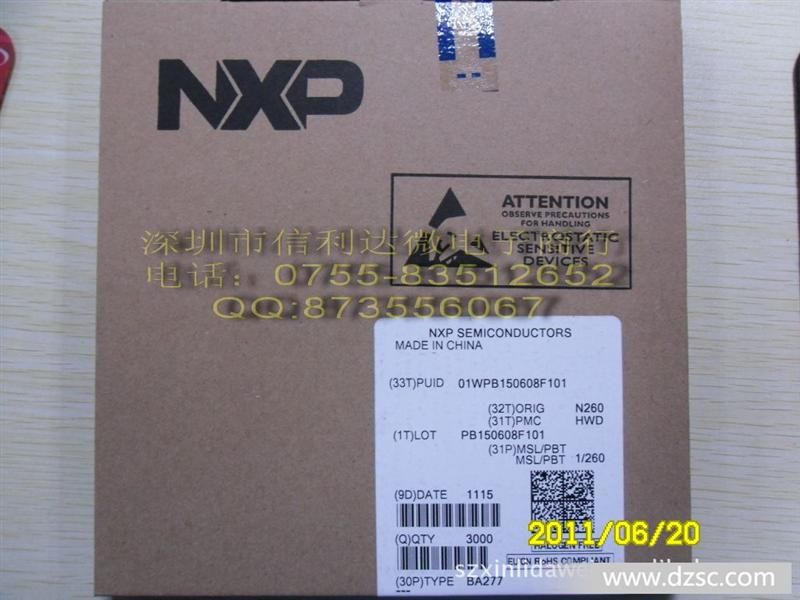 NXP
ATTENTION
OBSERVE PRECAUTIONS
FOR HANDLING
ELECTROSTATIC
SENSITIVE
DEVICES
深圳市信利达微电子商行
电话：0755-83512652
QQ:873556067
NXP SEMICONDUCTORS
MADE IN CHINA
(33T)PUID 01WPB150608F101
(32T)ORIG N260
(31T)PMC HWD
(1T)LOT PB150608F101
(31P)MSL/PBT
MSL/PBT 1/260
(9D)DATE 1115
2011/06/20
(Q)QTY 3000
HALOGEN FREE
EU/CN RoHS COMPLIANT
(30P)TYPE BA277
www.dzsc.com